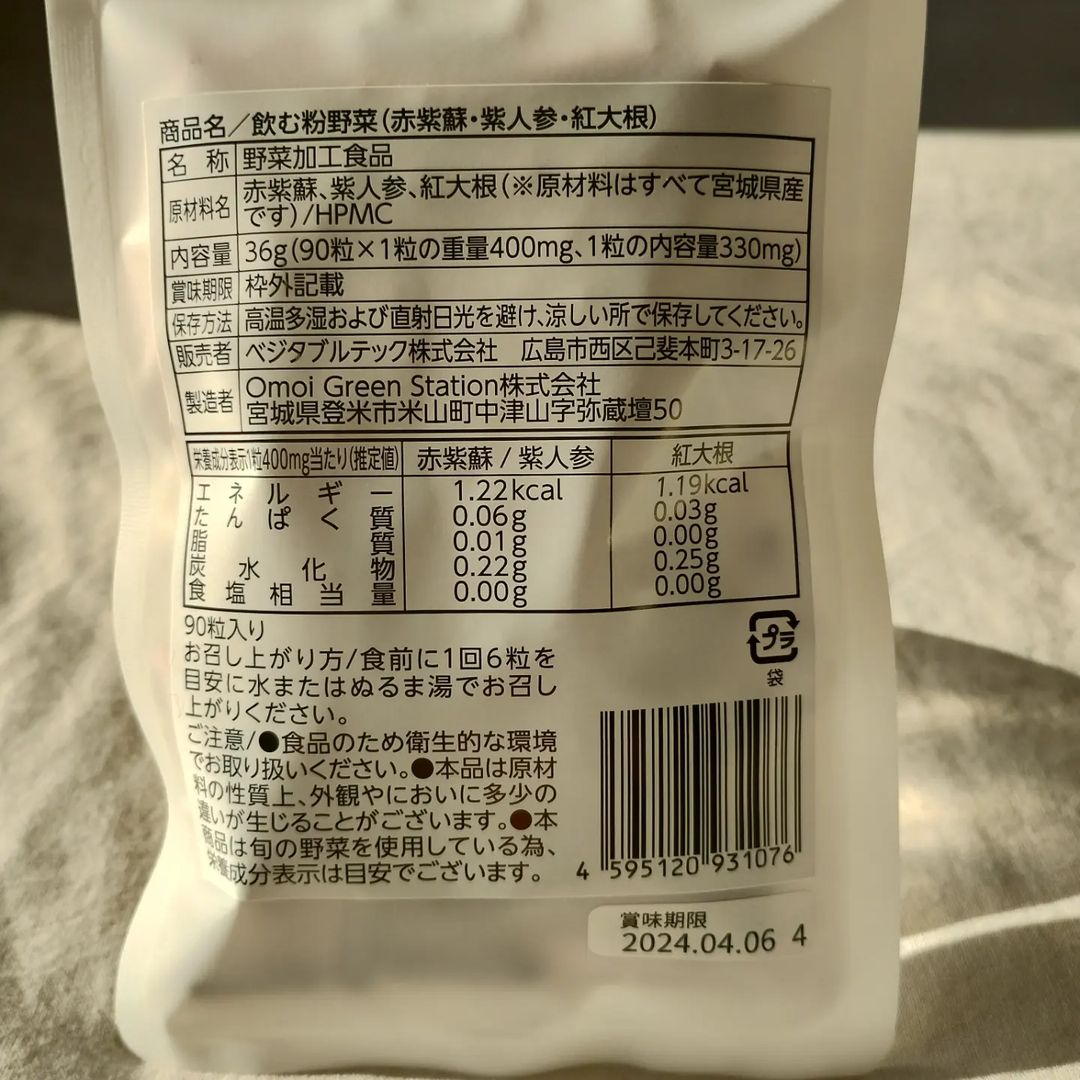 商品名/飲む粉野菜(赤紫蘇・紫人参・紅大根)
名 称 野菜加工食品
原材料名 赤紫蘇、紫人参、紅大根(※原材料はすべて宮城県産
です)/HPMC
内容量 36g(90粒×1粒の重量400mg、1粒の内容量330mg)
賞味期限 枠外記載
保存方法 高温多湿および直射日光を避け、涼しい所で保存してください。
販売者 ベジタブルテック株式会社 広島市西区己斐本町3-17-26
製造者 Omoi Green Station株式会社
宮城県登米市米山町中津山字弥蔵壇50
栄養成分表示1粒400mg当たり(推定値) 赤紫蘇/紫人参 紅大根
エネルギー 1.22kcal 1.19kcal
たんぱく質 0.06g 0.03g
脂質 0.01g 0.00g
炭水化物 0.22g 0.25g
食塩相当量 0.00g 0.00g
90粒入り
お召し上がり方/食前に1回6粒を
目安に水またはぬるま湯でお召し
上がりください。
ご注意/●食品のため衛生的な環境
でお取り扱いください。●本品は原材
料の性質上、外観やにおいに多少の
違いが生じることがございます。●本
商品は旬の野菜を使用している為、
栄養成分表示は目安でございます。
プラ
袋
4 595120 931076
賞味期限
2024.04.06 4